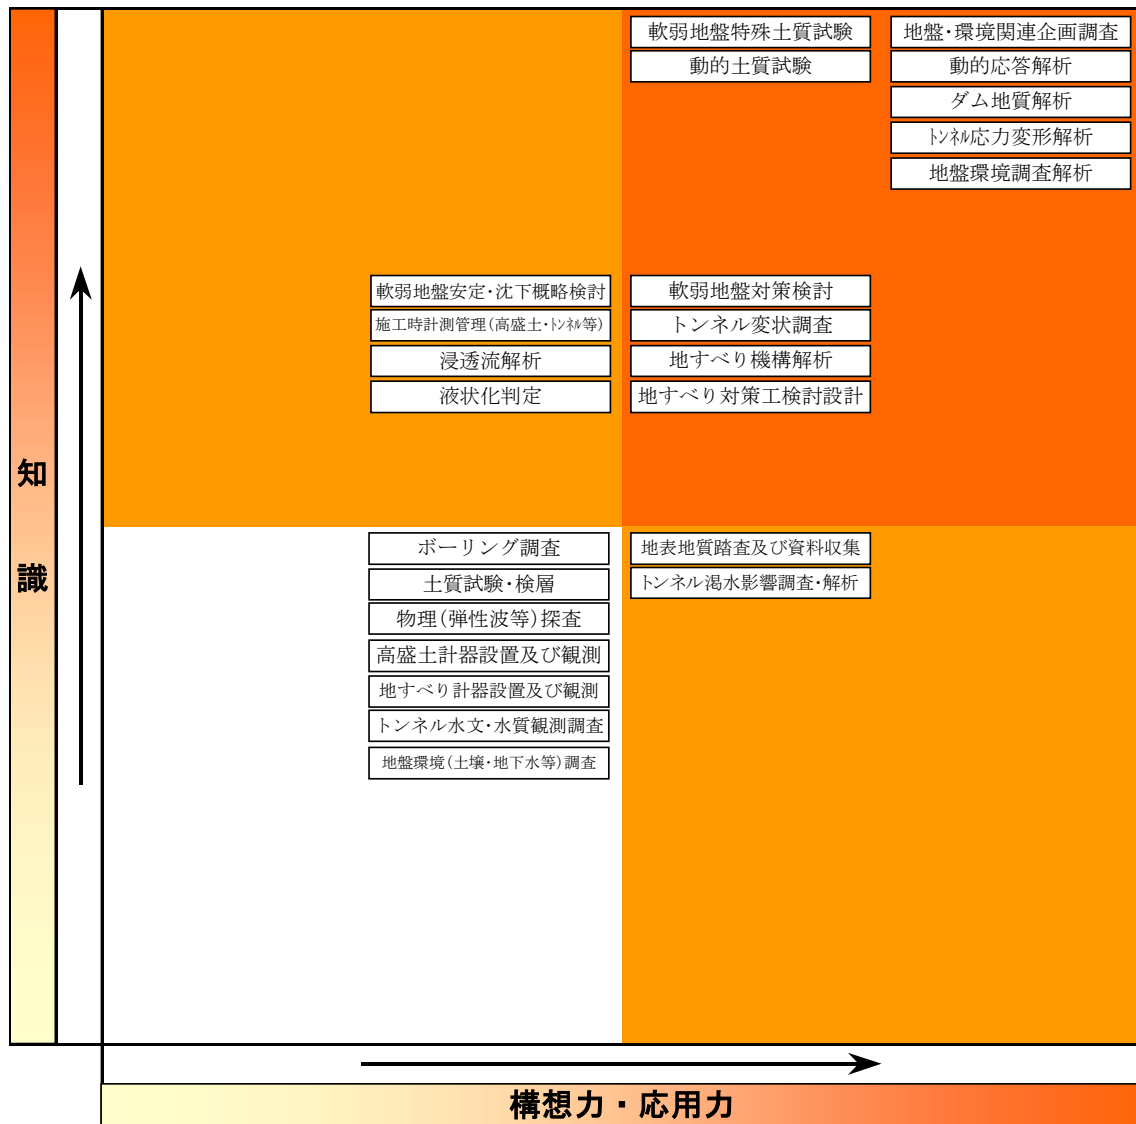 軟弱地盤特殊土質試験
動的土質試験
地盤・環境関連企画調査
動的応答解析
ダム地質解析
トンネル応力変形解析
地盤環境調査解析
軟弱地盤安定・沈下概略検討
施工時計測管理(高盛土・トンネル等)
浸透流解析
液状化判定
軟弱地盤対策検討
トンネル変状調査
地すべり機構解析
地すべり対策工検討設計
知
識
ボーリング調査
土質試験・検層
物理(弾性波等)探査
高盛土計器設置及び観測
地すべり計器設置及び観測
トンネル水文・水質観測調査
地盤環境(土壌・地下水等)調査
地表地質踏査及び資料収集
トンネル渇水影響調査・解析
構想力・応用力